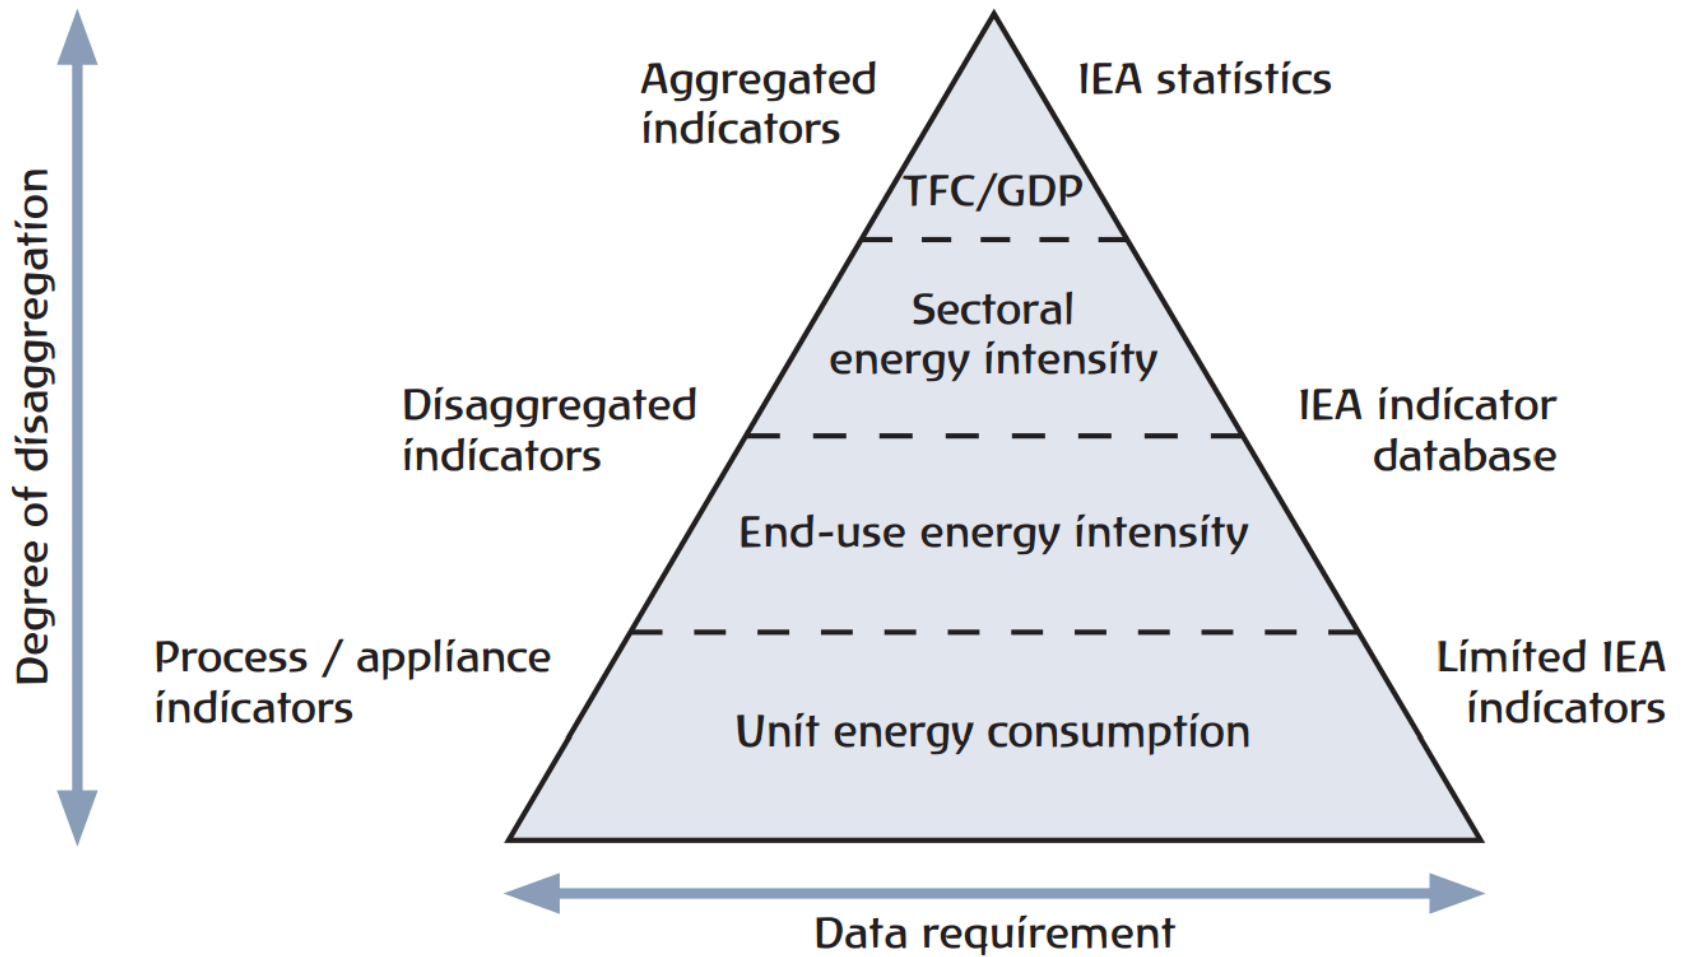 Degree of disaggregation
Aggregated
indicators
IEA statistics
TFC/GDP
Sectoral
energy intensity
Disaggregated
indicators
IEA indicator
database
End-use energy intensity
Process / appliance
indicators
Limited IEA
indicators
Unit energy consumption
Data requirement